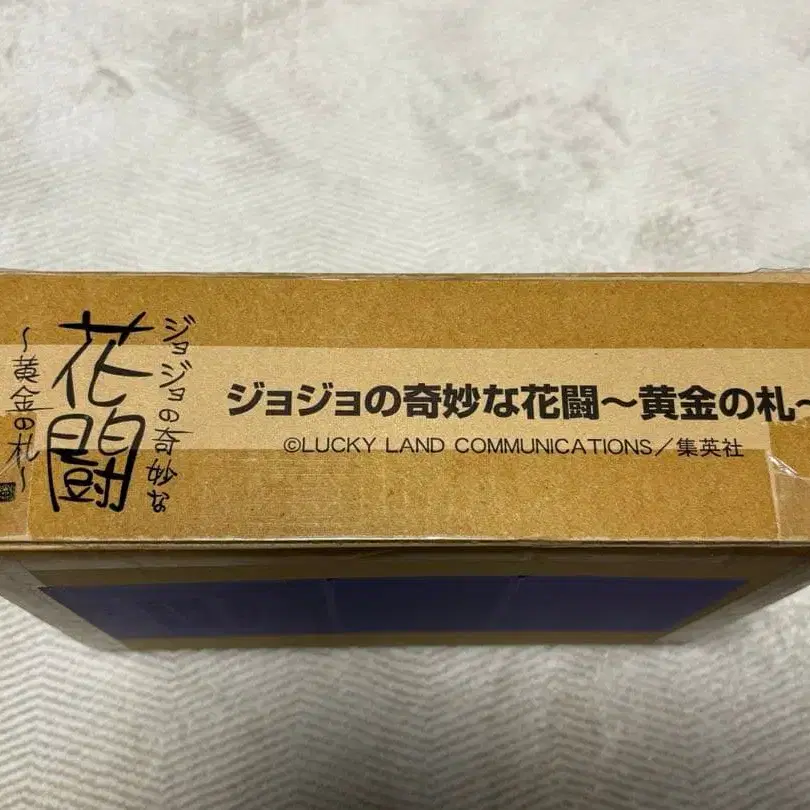 ジョジョの奇妙な
花闘
～黄金の札～
ジョジョの奇妙な花闘～黄金の札～
©LUCKY LAND COMMUNICATIONS／集英社